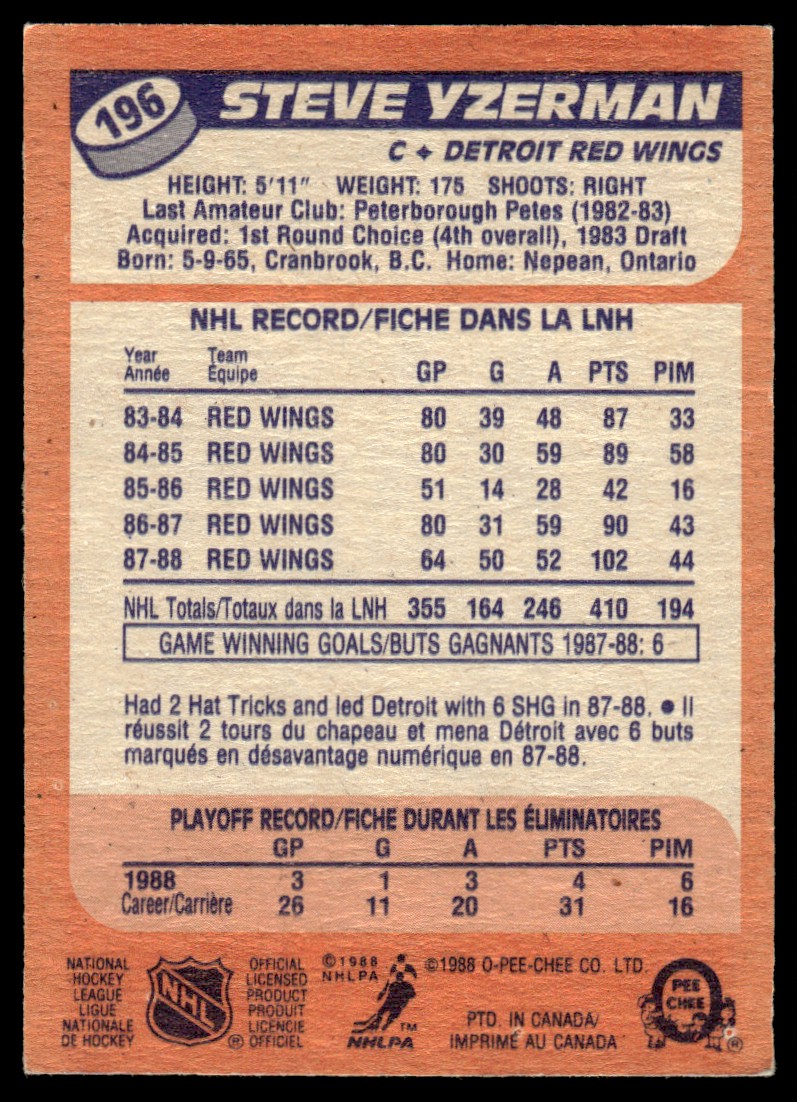 196
STEVE YZERMAN
C ✦ DETROIT RED WINGS
HEIGHT: 5'11" WEIGHT: 175 SHOOTS: RIGHT
Last Amateur Club: Peterborough Petes (1982-83)
Acquired: 1st Round Choice (4th overall), 1983 Draft
Born: 5-9-65, Cranbrook, B.C. Home: Nepean, Ontario
NHL RECORD/FICHE DANS LA LNH
Year Team
Année Équipe GP G A PTS PIM
83-84 RED WINGS 80 39 48 87 33
84-85 RED WINGS 80 30 59 89 58
85-86 RED WINGS 51 14 28 42 16
86-87 RED WINGS 80 31 59 90 43
87-88 RED WINGS 64 50 52 102 44
NHL Totals/Totaux dans la LNH 355 164 246 410 194
GAME WINNING GOALS/BUTS GAGNANTS 1987-88: 6
Had 2 Hat Tricks and led Detroit with 6 SHG in 87-88. ● Il
réussit 2 tours du chapeau et mena Détroit avec 6 buts
marqués en désavantage numérique en 87-88.
PLAYOFF RECORD/FICHE DURANT LES ÉLIMINATOIRES
GP G A PTS PIM
1988 3 1 3 4 6
Career/Carrière 26 11 20 31 16
NATIONAL
HOCKEY
LEAGUE
LIGUE
NATIONALE
DE HOCKEY
NHL
®
OFFICIAL
LICENSED
PRODUCT
PRODUIT
LICENCIE
OFFICIEL
©1988
NHLPA
™
NHLPA
©1988 O-PEE-CHEE CO. LTD.
PTD. IN CANADA/
IMPRIMÉ AU CANADA
O
PEE
CHEE
®